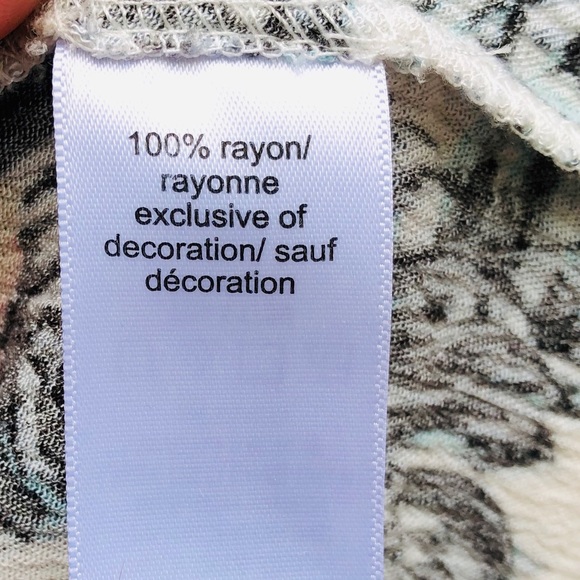 100% rayon/
rayonne
exclusive of
decoration/ sauf
décoration